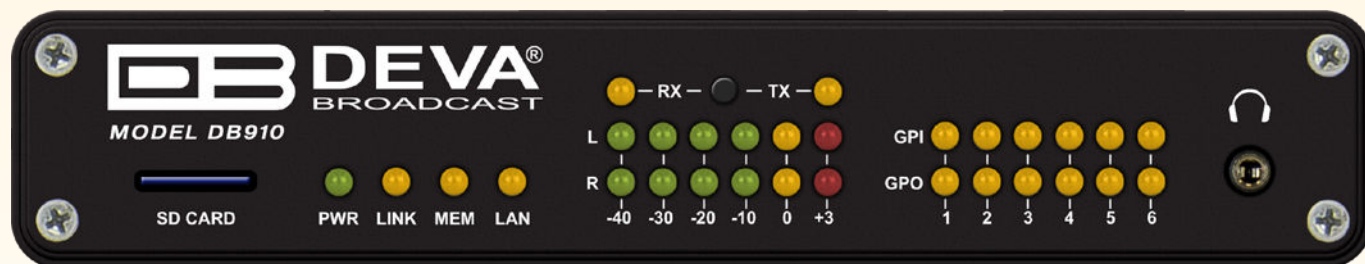 DB DEVA®
BROADCAST
MODEL DB910
SD CARD
PWR LINK MEM LAN
RX TX
L
R
-40 -30 -20 -10 0 +3
GPI
GPO
1 2 3 4 5 6